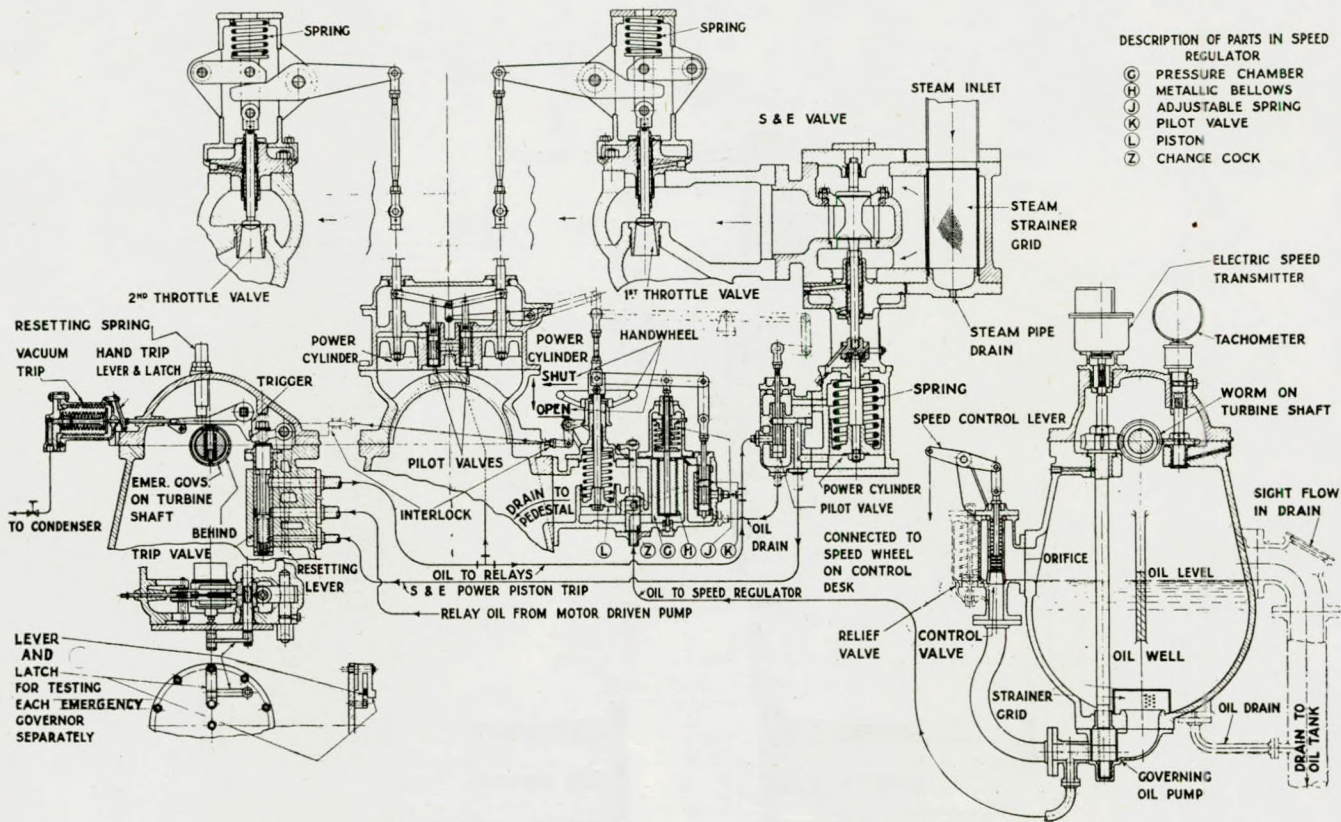 SPRING
SPRING
DESCRIPTION OF PARTS IN SPEED
REGULATOR
G PRESSURE CHAMBER
H METALLIC BELLOWS
J ADJUSTABLE SPRING
K PILOT VALVE
L PISTON
Z CHANGE COCK
STEAM INLET
S & E VALVE
STEAM
STRAINER
GRID
ELECTRIC SPEED
TRANSMITTER
2ND THROTTLE VALVE
1ST THROTTLE VALVE
STEAM PIPE
DRAIN
TACHOMETER
RESETTING SPRING
VACUUM
TRIP
HAND TRIP
LEVER & LATCH
TRIGGER
POWER
CYLINDER
POWER
CYLINDER
SHUT
HANDWHEEL
OPEN
SPRING
WORM ON
TURBINE SHAFT
SPEED CONTROL LEVER
PILOT VALVES
EMER. GOVS.
ON TURBINE
SHAFT
BEHIND
INTERLOCK
DRAIN TO
PEDESTAL
POWER CYLINDER
PILOT VALVE
SIGHT FLOW
IN DRAIN
TO CONDENSER
TRIP VALVE
RESETTING
LEVER
L Z G H J K
OIL
DRAIN
CONNECTED TO
SPEED WHEEL
ON CONTROL
DESK
ORIFICE
OIL LEVEL
OIL TO RELAYS
S & E POWER PISTON TRIP
OIL TO SPEED REGULATOR
RELAY OIL FROM MOTOR DRIVEN PUMP
RELIEF
VALVE
CONTROL
VALVE
OIL WELL
LEVER
AND
LATCH
FOR TESTING
EACH EMERGENCY
GOVERNOR
SEPARATELY
STRAINER
GRID
OIL DRAIN
DRAIN TO
OIL TANK
GOVERNING
OIL PUMP